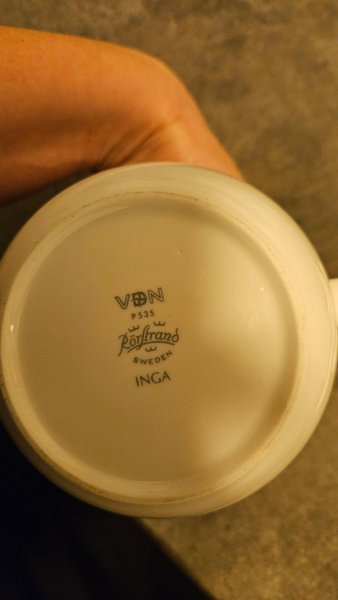 VDN
P535
Rörstrand
SWEDEN
INGA